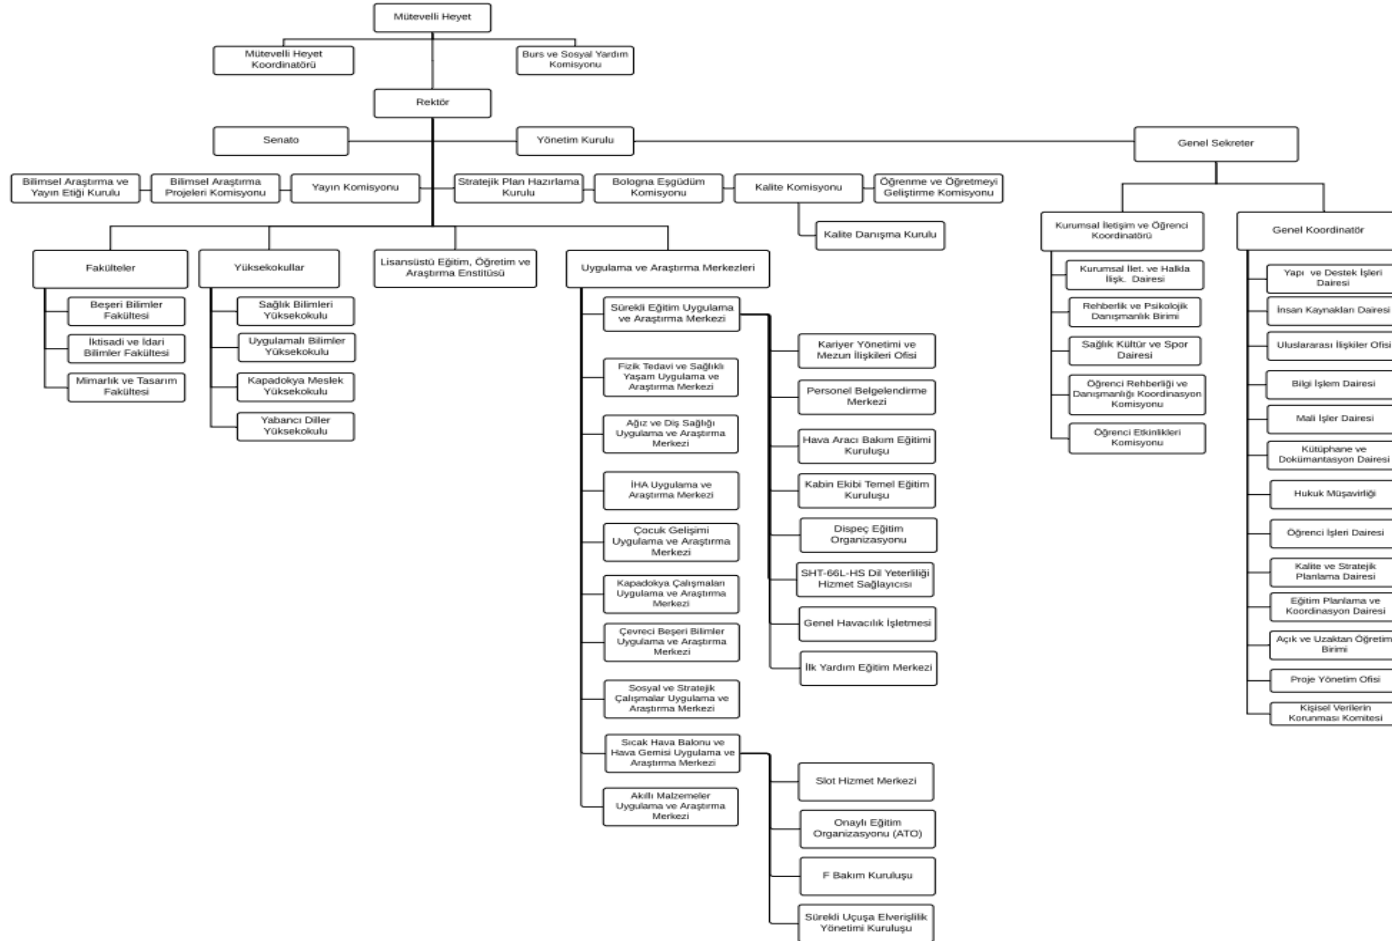 Mütevelli Heyet
Mütevelli Heyet
Koordinatörü
Burs ve Sosyal Yardım
Komisyonu
Rektör
Senato
Yönetim Kurulu
Genel Sekreter
Bilimsel Araştırma ve
Yayın Etiği Kurulu
Bilimsel Araştırma
Projeleri Komisyonu
Yayın Komisyonu
Stratejik Plan Hazırlama
Kurulu
Bologna Eşgüdüm
Komisyonu
Kalite Komisyonu
Öğrenme ve Öğretmeyi
Geliştirme Komisyonu
Kalite Danışma Kurulu
Fakülteler
Beşeri Bilimler
Fakültesi
İktisadi ve İdari
Bilimler Fakültesi
Mimarlık ve Tasarım
Fakültesi
Yüksekokullar
Sağlık Bilimleri
Yüksekokulu
Uygulamalı Bilimler
Yüksekokulu
Kapadokya Meslek
Yüksekokulu
Yabancı Diller
Yüksekokulu
Lisansüstü Eğitim, Öğretim ve
Araştırma Enstitüsü
Uygulama ve Araştırma Merkezleri
Sürekli Eğitim Uygulama
ve Araştırma Merkezi
Fizik Tedavi ve Sağlıklı
Yaşam Uygulama ve
Araştırma Merkezi
Ağız ve Diş Sağlığı
Uygulama ve Araştırma
Merkezi
İHA Uygulama ve
Araştırma Merkezi
Çocuk Gelişimi
Uygulama ve Araştırma
Merkezi
Kapadokya Çalışmaları
Uygulama ve Araştırma
Merkezi
Çevreci Beşeri Bilimler
Uygulama ve Araştırma
Merkezi
Sosyal ve Stratejik
Çalışmalar Uygulama ve
Araştırma Merkezi
Sıcak Hava Balonu ve
Hava Gemisi Uygulama ve
Araştırma Merkezi
Akıllı Malzemeler
Uygulama ve Araştırma
Merkezi
Kariyer Yönetimi ve
Mezun İlişkileri Ofisi
Personel Belgelendirme
Merkezi
Hava Aracı Bakım Eğitimi
Kuruluşu
Kabin Ekibi Temel Eğitim
Kuruluşu
Dispeç Eğitim
Organizasyonu
SHT-66L-HS Dil Yeterliliği
Hizmet Sağlayıcısı
Genel Havacılık İşletmesi
İlk Yardım Eğitim Merkezi
Slot Hizmet Merkezi
Onaylı Eğitim
Organizasyonu (ATO)
F Bakım Kuruluşu
Sürekli Uçuşa Elverişlilik
Yönetimi Kuruluşu
Kurumsal İletişim ve Öğrenci
Koordinatörü
Kurumsal İlet. ve Halkla
İlişk. Dairesi
Rehberlik ve Psikolojik
Danışmanlık Birimi
Sağlık Kültür ve Spor
Dairesi
Öğrenci Rehberliği ve
Danışmanlığı Koordinasyon
Komisyonu
Öğrenci Etkinlikleri
Komisyonu
Genel Koordinatör
Yapı ve Destek İşleri
Dairesi
İnsan Kaynakları Dairesi
Uluslararası İlişkiler Ofisi
Bilgi İşlem Dairesi
Mali İşler Dairesi
Kütüphane ve
Dokümantasyon Dairesi
Hukuk Müşavirliği
Öğrenci İşleri Dairesi
Kalite ve Stratejik
Planlama Dairesi
Eğitim Planlama ve
Koordinasyon Dairesi
Açık ve Uzaktan Öğretim
Birimi
Proje Yönetim Ofisi
Kişisel Verilerin
Korunması Komitesi